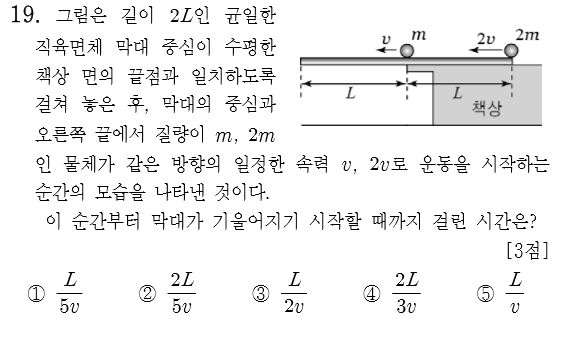 19. 그림은 길이 2L인 균일한
직육면체 막대 중심이 수평한
책상 면의 끝점과 일치하도록
걸쳐 놓은 후, 막대의 중심과
오른쪽 끝에서 질량이 m, 2m
인 물체가 같은 방향의 일정한 속력 v, 2v로 운동을 시작하는
순간의 모습을 나타낸 것이다.
v m 2v 2m
L L
책상
이 순간부터 막대가 기울어지기 시작할 때까지 걸린 시간은?
[3점]
① L/5v ② 2L/5v ③ L/2v ④ 2L/3v ⑤ L/v